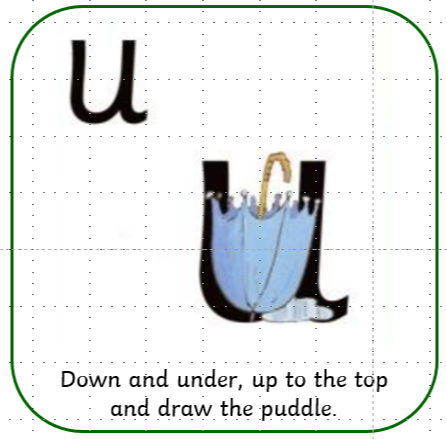 u
u
Down and under, up to the top
and draw the puddle.